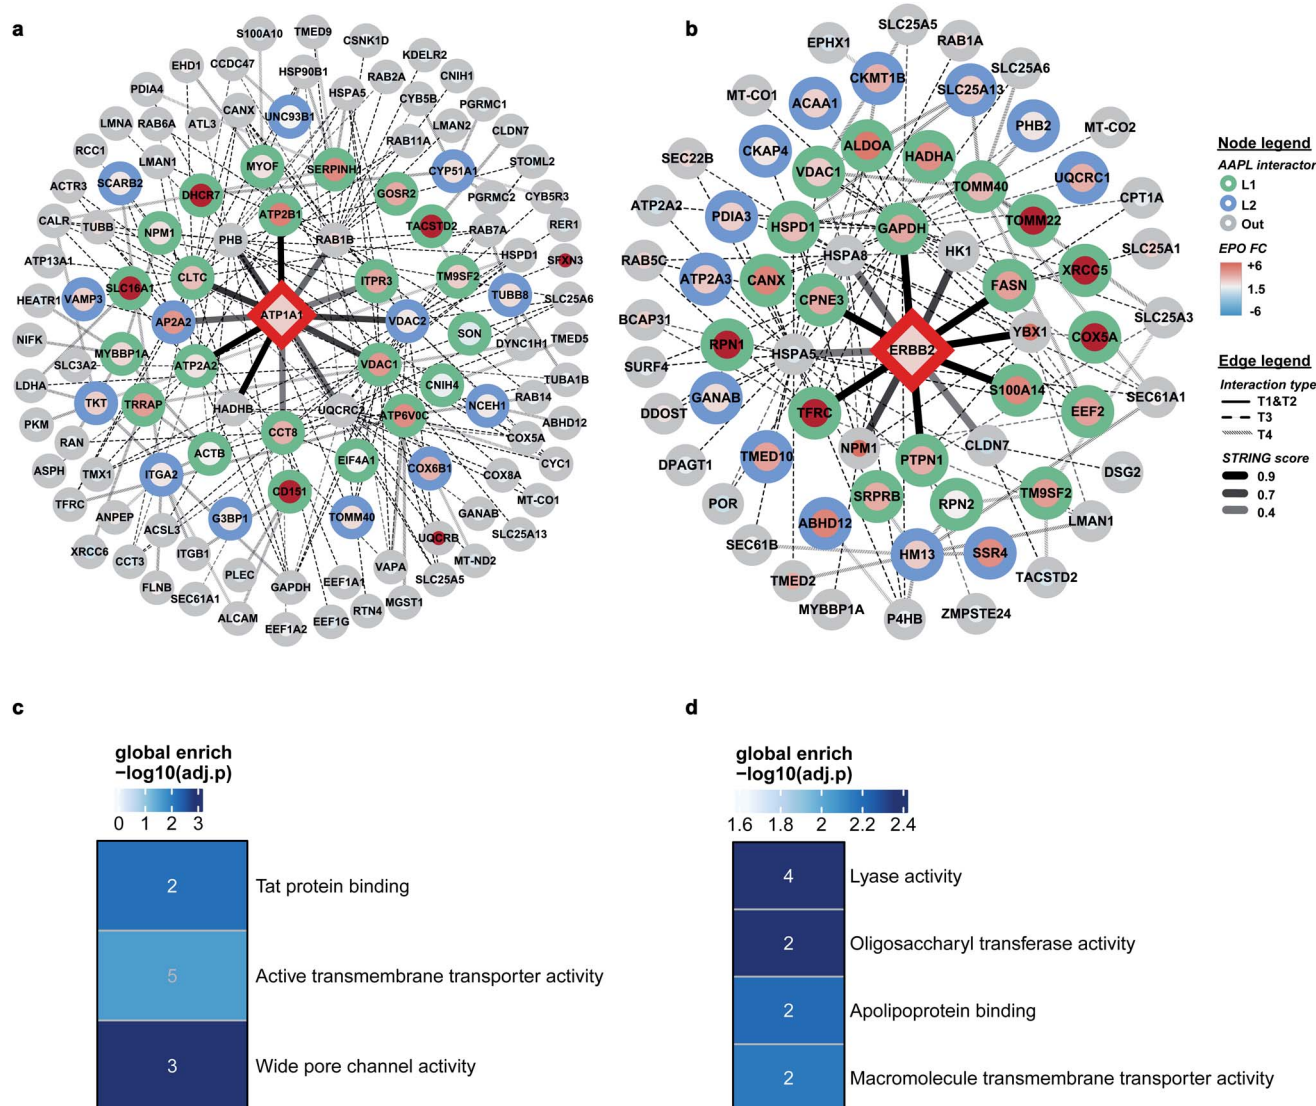 a
S100A10
TMED9
CSNK1D
EHD1
CCDC47
HSP90B1
KDELR2
PDIA4
CANX
UNC93B1
HSPA5
RAB2A
CNIH1
CYB5B
PGRMC1
LMNA
RAB6A
ATL3
RAB11A
LMAN2
CLDN7
RCC1
LMAN1
MYOF
SERPINH1
STOML2
SCARB2
DHCR7
GOSR2
CYP51A1
ACTR3
ATP2B1
PGRMC2
CYB5R3
CALR
TUBB
NPM1
PHB
RAB1B
TACSTD2
RAB7A
RER1
ATP13A1
CLTC
ITPR3
TM9SF2
HSPD1
SFXN3
HEATR1
VAMP3
SLC16A1
ATP1A1
TUBB8
SLC25A6
AP2A2
VDAC2
SON
NIFK
MYBBP1A
DYNC1H1
TMED5
SLC3A2
ATP2A2
VDAC1
LDHA
CNIH4
TUBA1B
TKT
TRRAP
HADHB
UQCRC2
ATP6V0C
NCEH1
RAB14
PKM
ABHD12
RAN
CCT8
COX5A
ASPH
TMX1
ITGA2
ACTB
EIF4A1
COX6B1
COX8A
CYC1
TFRC
CD151
MT-CO1
ANPEP
ACSL3
G3BP1
TOMM40
GANAB
XRCC6
CCT3
ITGB1
UQCRB
SLC25A13
PLEC
VAPA
MT-ND2
FLNB
SEC61A1
GAPDH
EEF1A1
SLC25A5
ALCAM
RTN4
MGST1
EEF1A2
EEF1G
b
SLC25A5
EPHX1
RAB1A
CKMT1B
SLC25A6
MT-CO1
ACAA1
SLC25A13
PHB2
MT-CO2
CKAP4
ALDOA
HADHA
SEC22B
VDAC1
TOMM40
UQCRC1
ATP2A2
PDIA3
HSPD1
GAPDH
TOMM22
CPT1A
RAB5C
ATP2A3
CANX
HSPA8
HK1
XRCC5
SLC25A1
CPNE3
FASN
BCAP31
YBX1
SLC25A3
RPN1
HSPA5
ERBB2
COX5A
SURF4
GANAB
S100A14
SEC61A1
DDOST
TFRC
EEF2
DPAGT1
TMED10
NPM1
PTPN1
CLDN7
DSG2
POR
SRPRB
RPN2
TM9SF2
ABHD12
LMAN1
SEC61B
HM13
SSR4
TMED2
TACSTD2
MYBBP1A
P4HB
ZMPSTE24
Node legend
AAPL interactor
L1
L2
Out
EPO FC
+6
1.5
-6
Edge legend
Interaction type
T1&T2
T3
T4
STRING score
0.9
0.7
0.4
c
global enrich
−log10(adj.p)
0 1 2 3
2 Tat protein binding
5 Active transmembrane transporter activity
3 Wide pore channel activity
d
global enrich
−log10(adj.p)
1.6 1.8 2 2.2 2.4
4 Lyase activity
2 Oligosaccharyl transferase activity
2 Apolipoprotein binding
2 Macromolecule transmembrane transporter activity